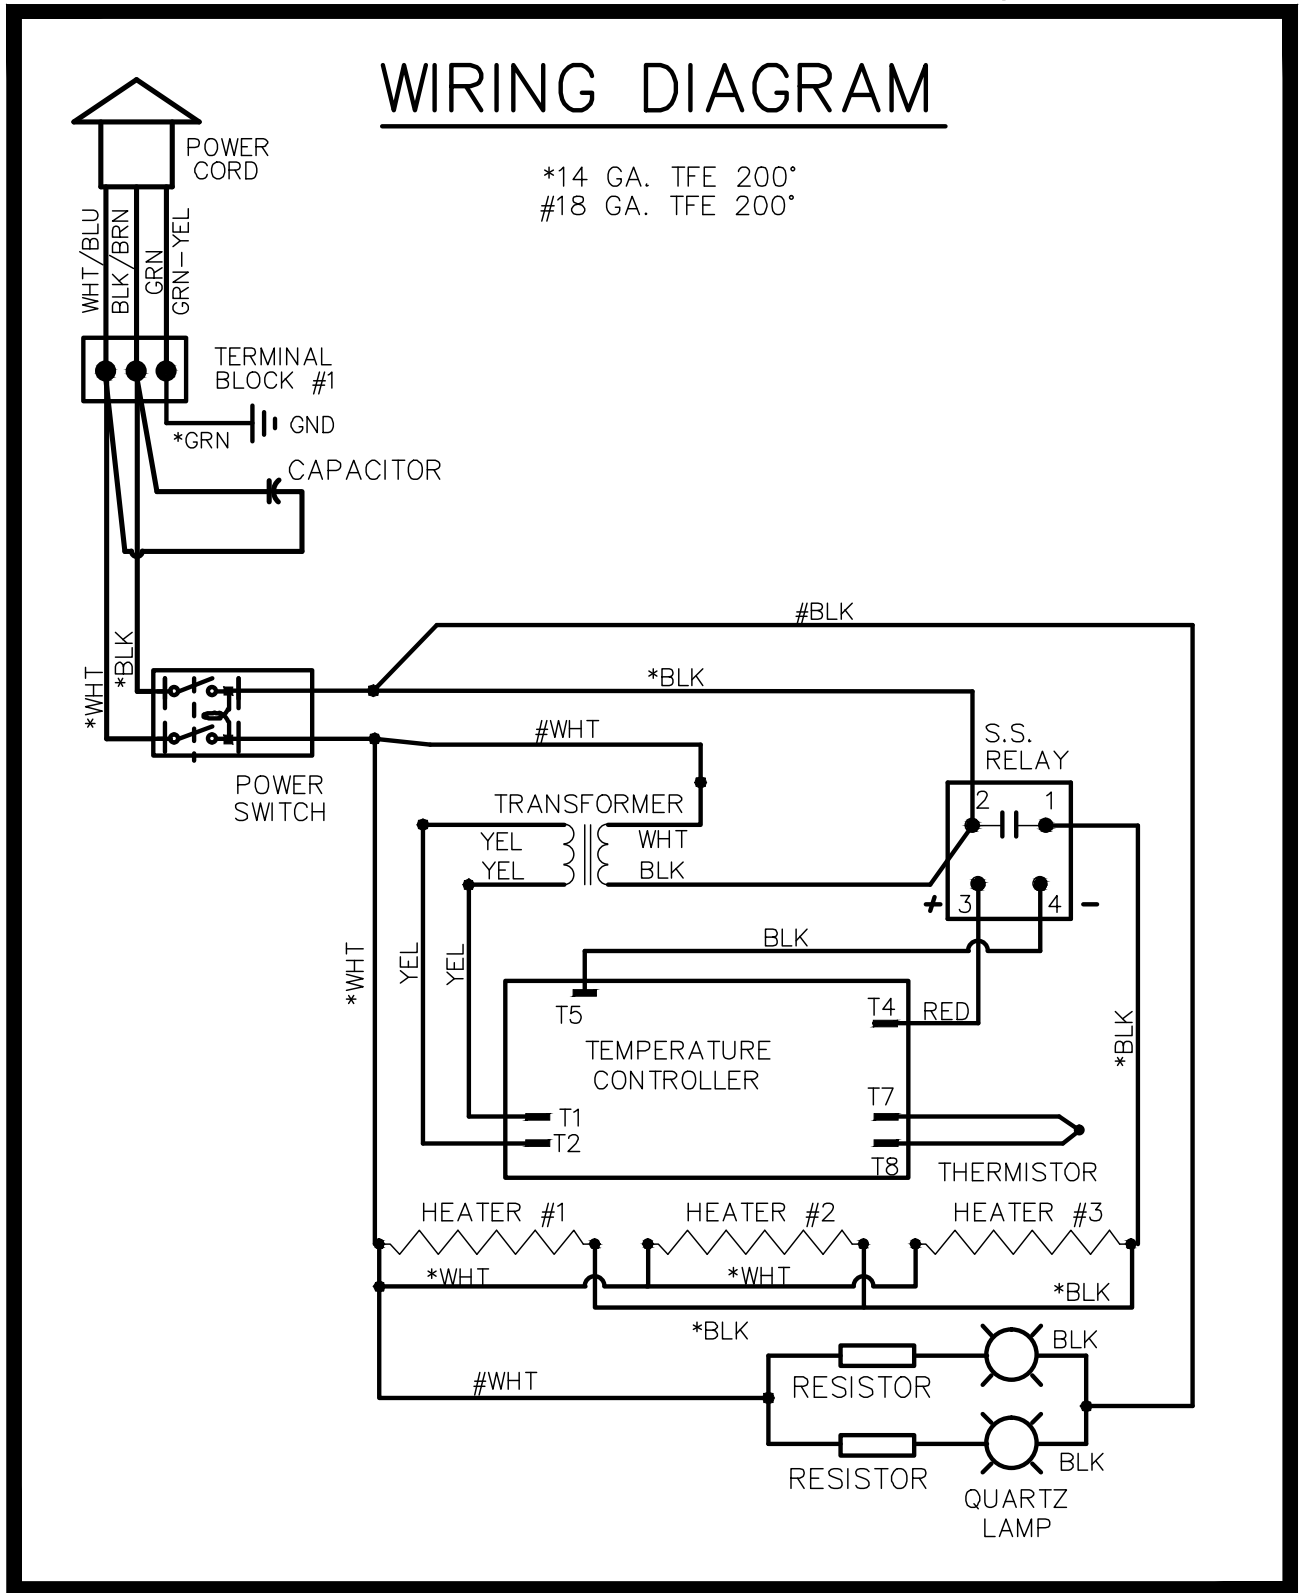 WIRING DIAGRAM
*14 GA. TFE 200°
#18 GA. TFE 200°
POWER
CORD
WHT/BLU
BLK/BRN
GRN
GRN-YEL
TERMINAL
BLOCK #1
*GRN
GND
CAPACITOR
*WHT
*BLK
#BLK
*BLK
#WHT
POWER
SWITCH
S.S.
RELAY
2
1
TRANSFORMER
YEL
WHT
YEL
BLK
+
3
4
-
BLK
*WHT
YEL
YEL
T5
T4
RED
*BLK
TEMPERATURE
CONTROLLER
T1
T2
T7
T8
THERMISTOR
HEATER #1
HEATER #2
HEATER #3
*WHT
*WHT
*BLK
*BLK
#WHT
RESISTOR
BLK
RESISTOR
BLK
QUARTZ
LAMP